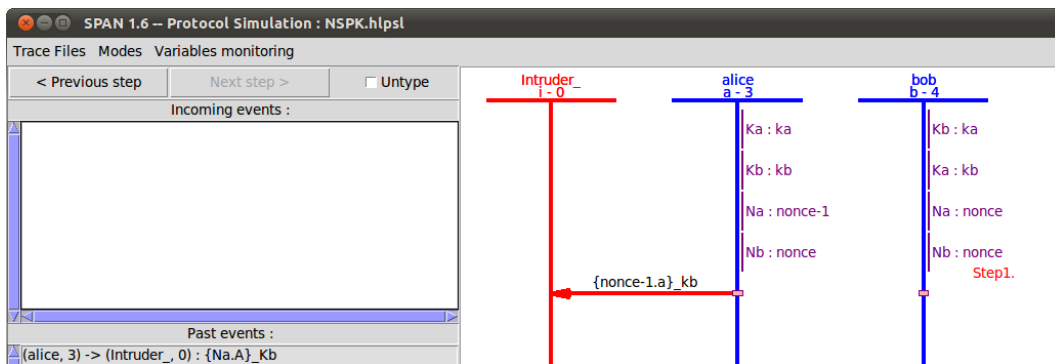 SPAN 1.6 -- Protocol Simulation : NSPK.hlpsl
Trace Files Modes Variables monitoring
< Previous step Next step > Untype
Incoming events :
Past events :
(alice, 3) -> (Intruder_, 0) : {Na.A}_Kb
Intruder_ alice bob
i - 0 a - 3 b - 4
Ka : ka Kb : ka
Kb : kb Ka : kb
Na : nonce-1 Na : nonce
Nb : nonce Nb : nonce
Step1.
{nonce-1.a}_kb